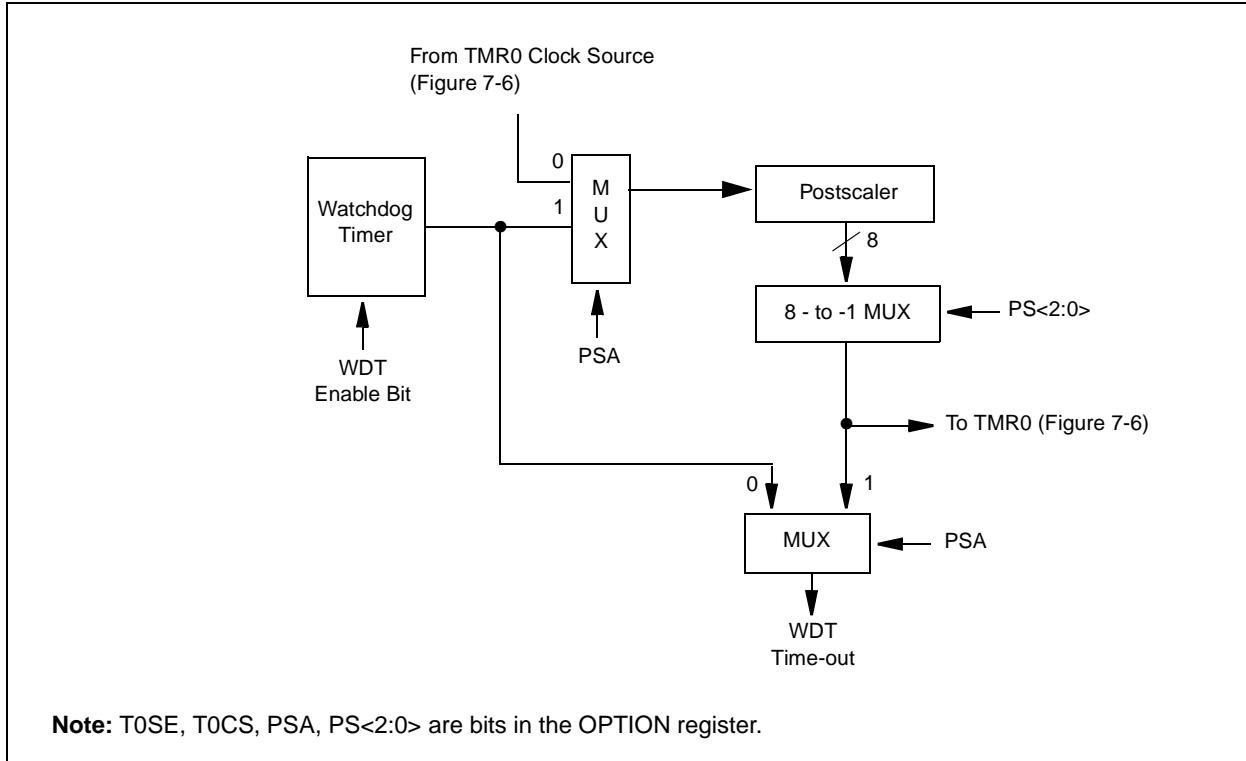 From TMR0 Clock Source
(Figure 7-6)
0
M
U
X
1
Watchdog
Timer
Postscaler
8
8 - to -1 MUX
PS<2:0>
PSA
WDT
Enable Bit
To TMR0 (Figure 7-6)
0
1
MUX
PSA
WDT
Time-out
Note: T0SE, T0CS, PSA, PS<2:0> are bits in the OPTION register.